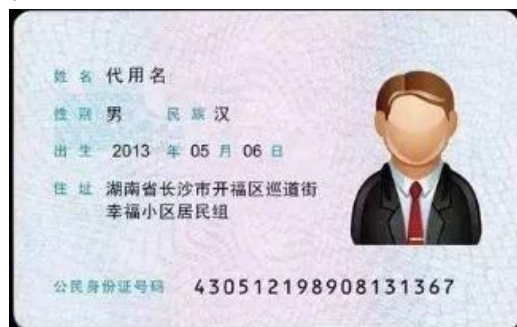 姓名 代用名
性别 男 民族 汉
出生 2013 年 05 月 06 日
住址 湖南省长沙市开福区巡道街
幸福小区居民组
公民身份证号码 430512198908131367